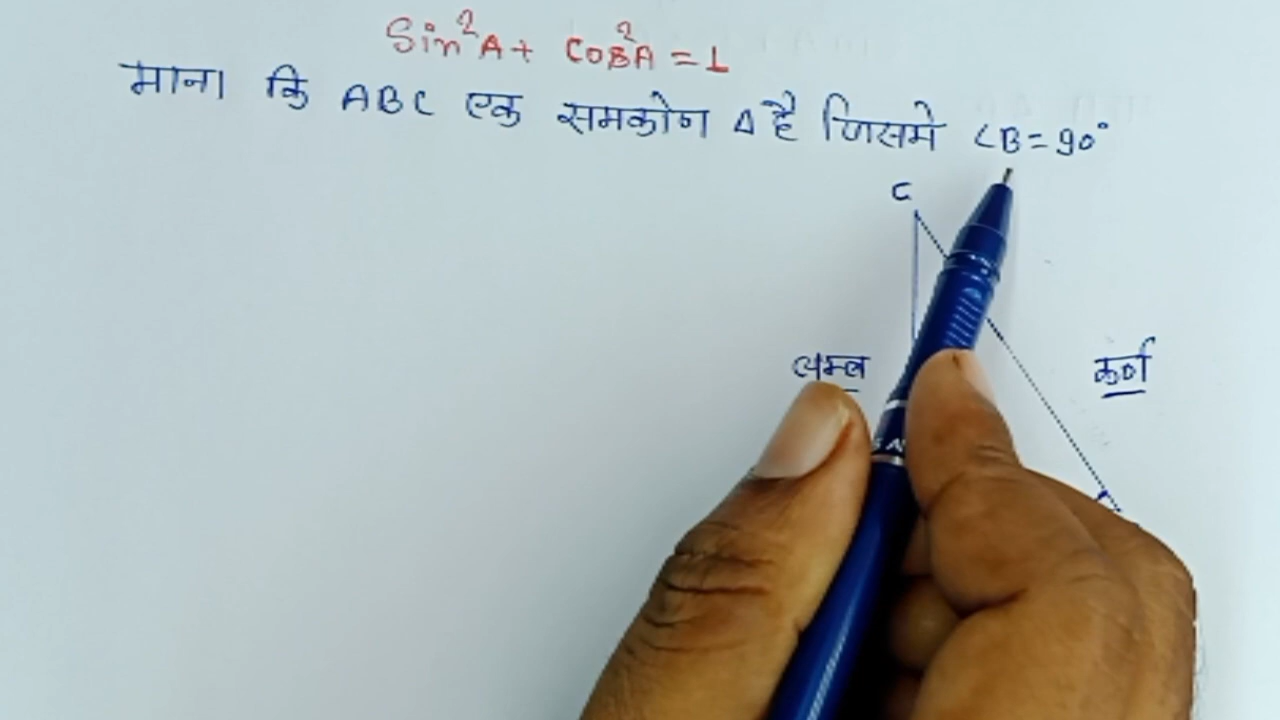 Sin²A + Cos²A = 1
माना कि ABC एक समकोण Δ है जिसमे ∠B = 90°
C
लम्ब
कर्ण